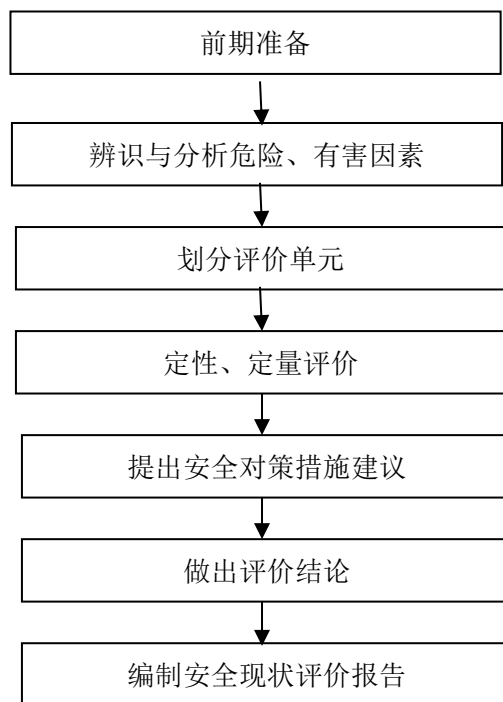 前期准备
辨识与分析危险、有害因素
划分评价单元
定性、定量评价
提出安全对策措施建议
做出评价结论
编制安全现状评价报告